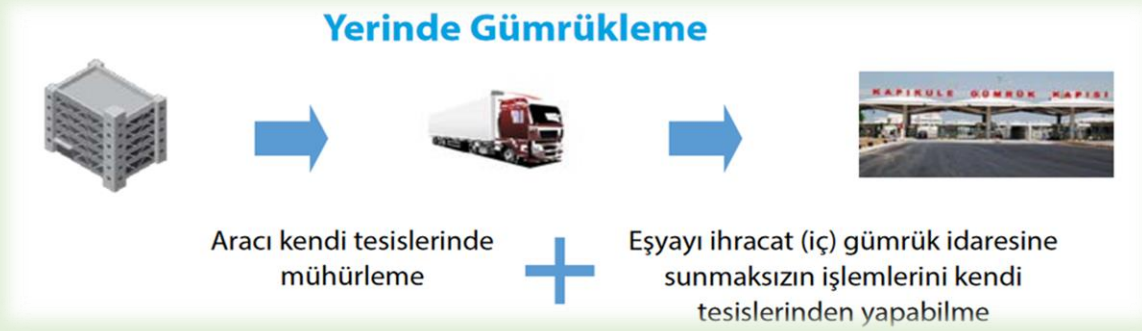 Yerinde Gümrükleme
KAPIKULE GÜMRÜK KAPISI
Aracı kendi tesislerinde
mühürleme
Eşyayı ihracat (iç) gümrük idaresine
sunmaksızın işlemlerini kendi
tesislerinden yapabilme